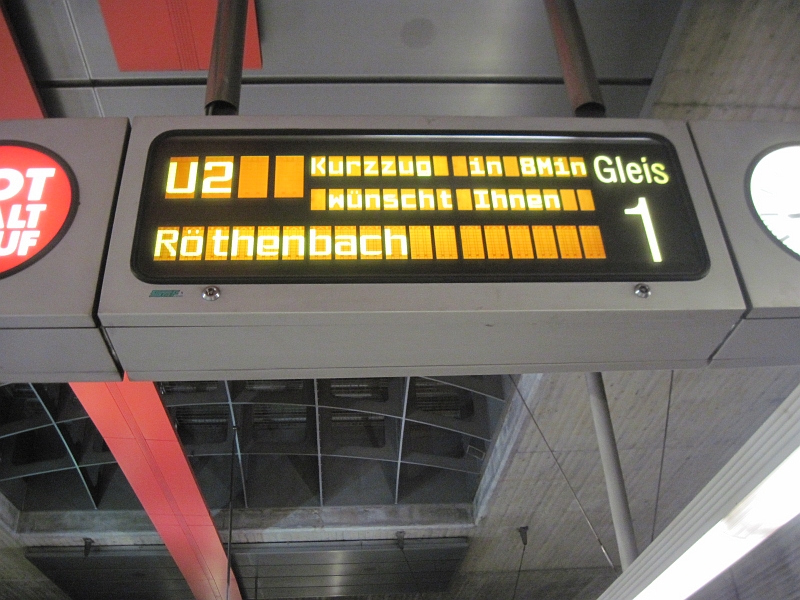 U2 Kurzzug in 8Min Gleis
wünscht Ihnen
Röthenbach 1